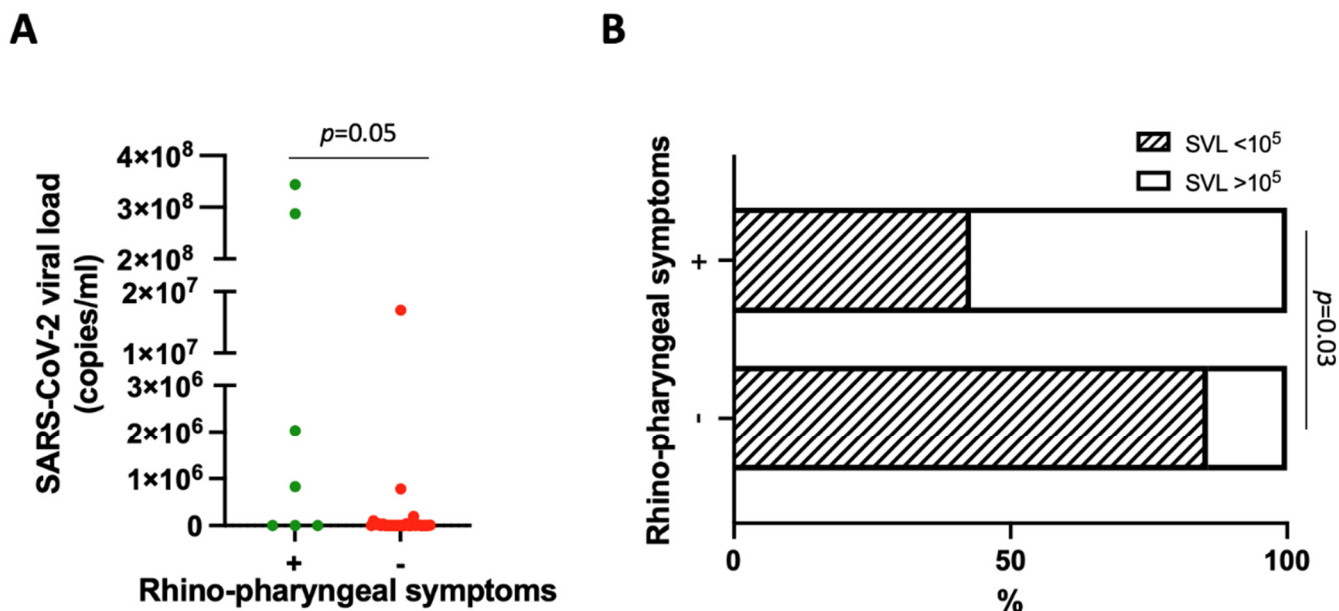 A
p=0.05
SARS-CoV-2 viral load
(copies/ml)
4×10⁸
3×10⁸
2×10⁸
2×10⁷
1×10⁷
3×10⁶
2×10⁶
1×10⁶
0
+
-
Rhino-pharyngeal symptoms
B
SVL <10⁵
SVL >10⁵
Rhino-pharyngeal symptoms
+
-
p=0.03
0
50
100
%